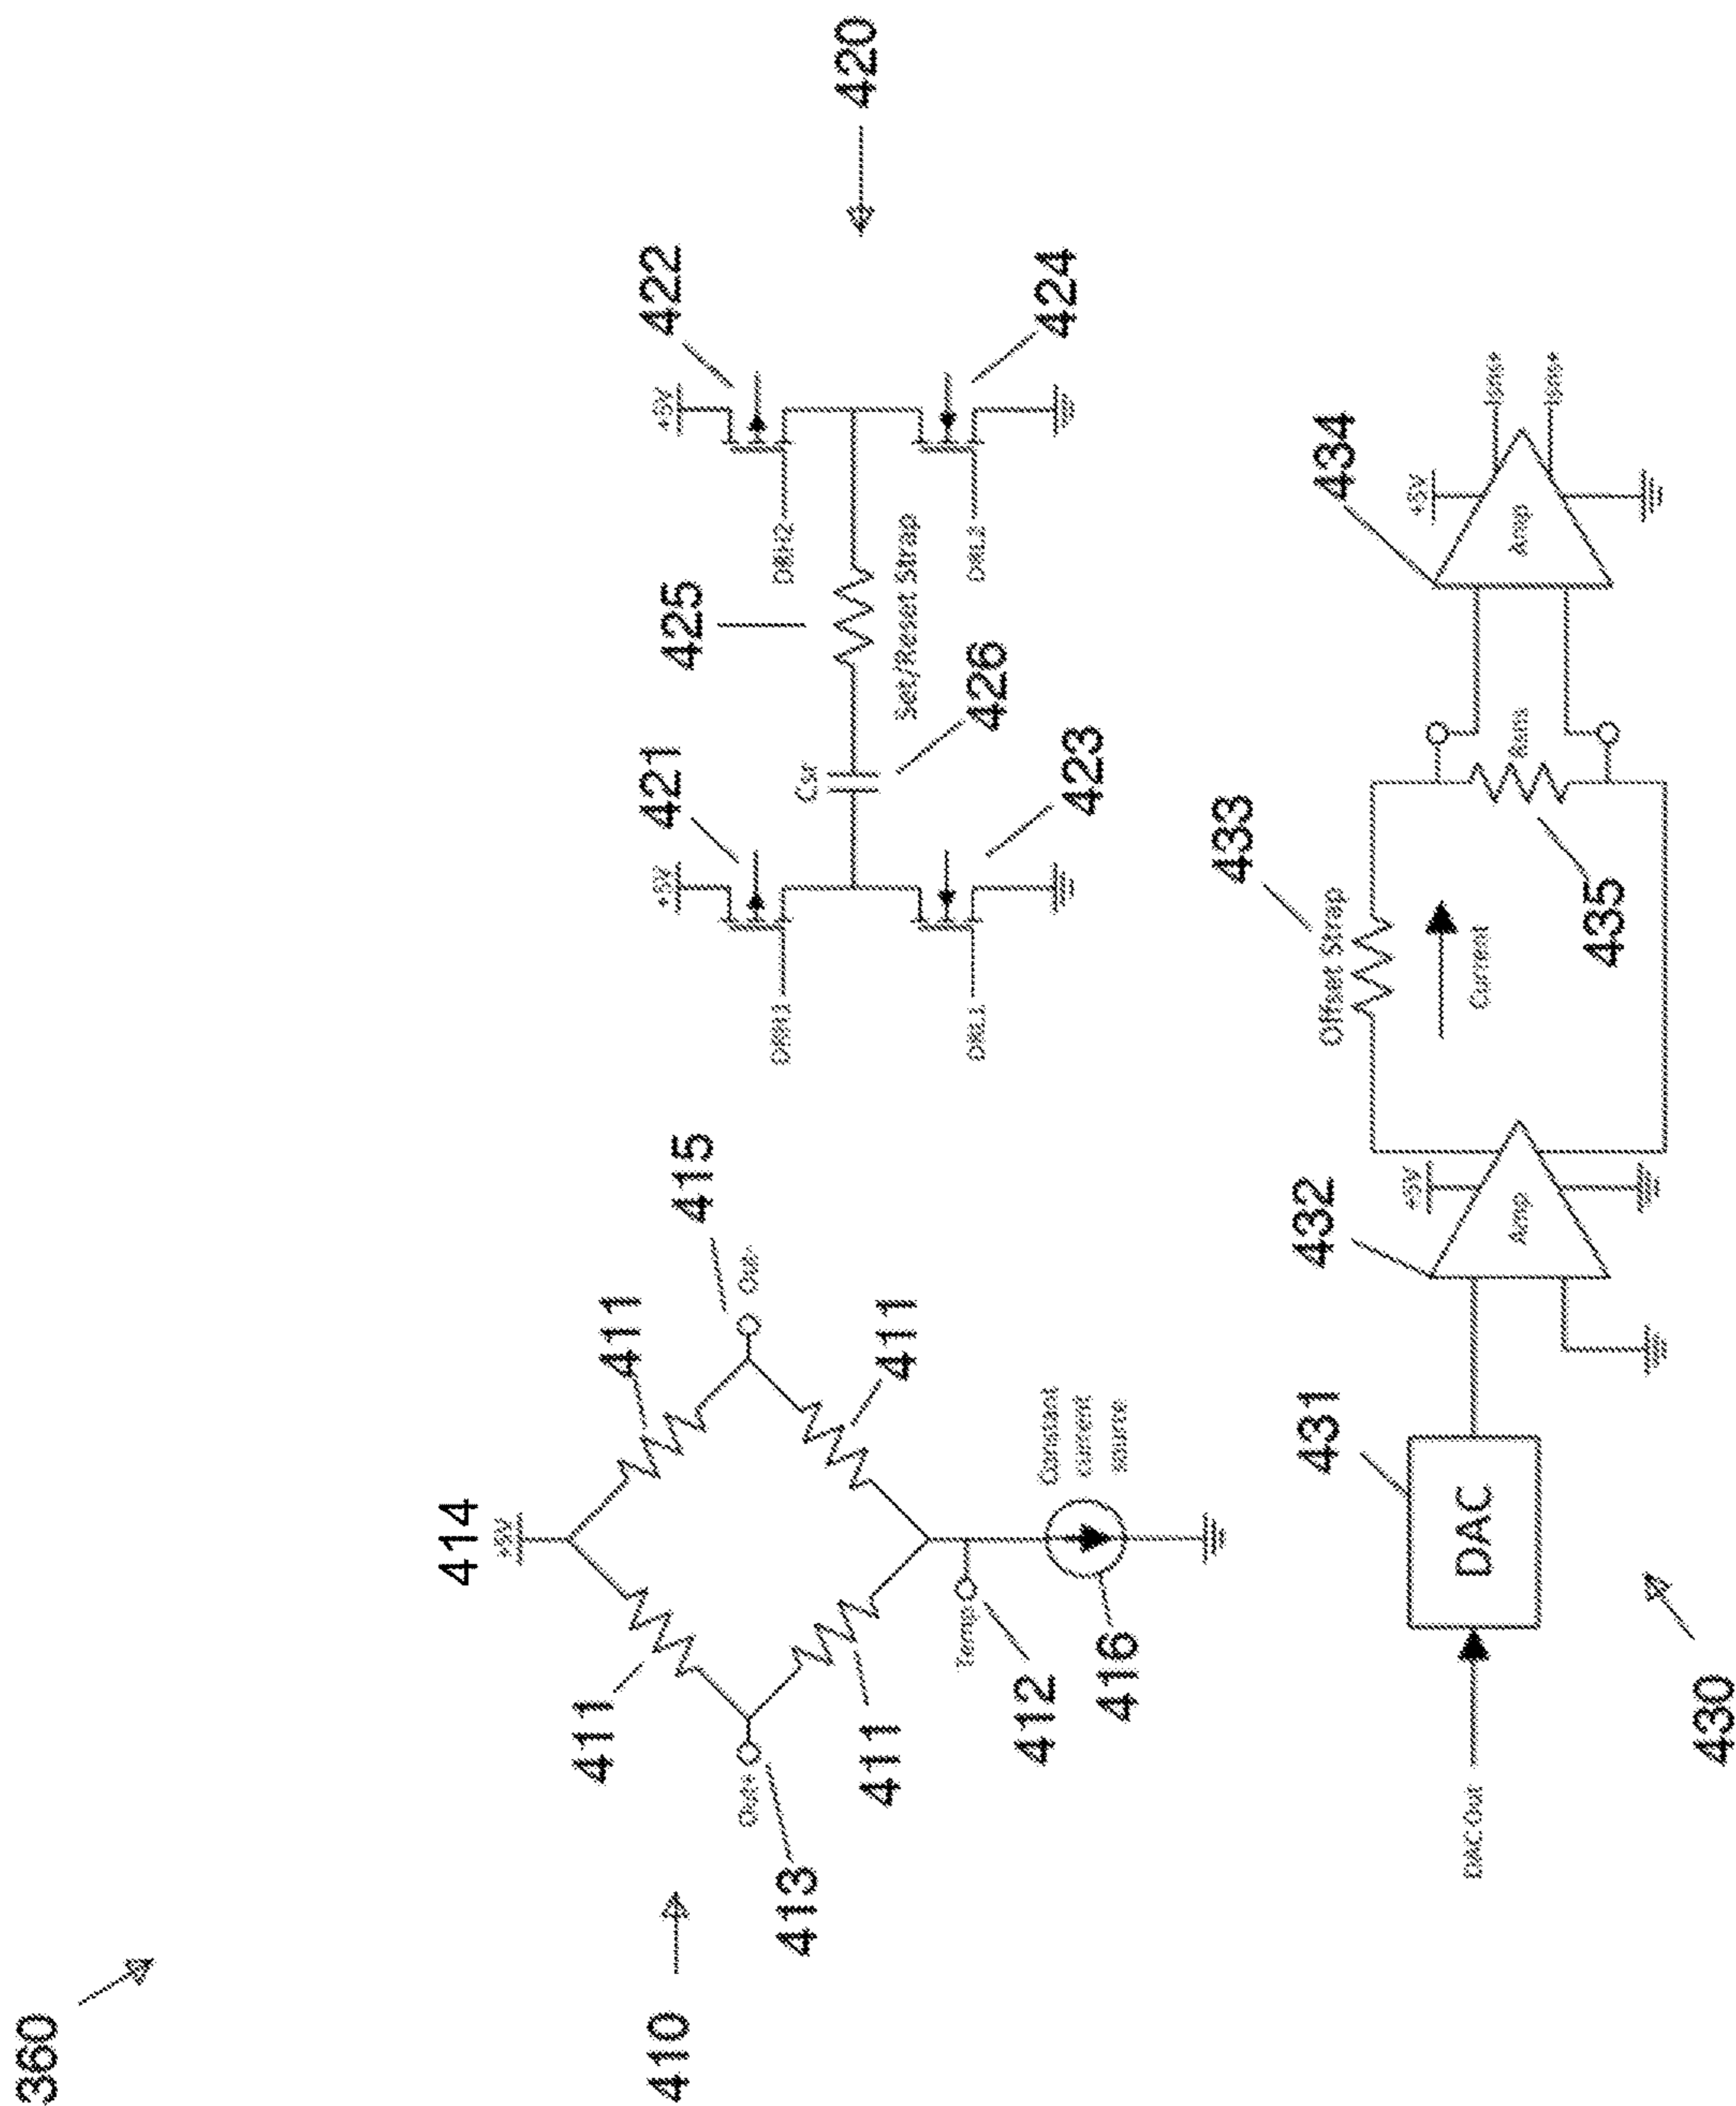 360
410
414
+5V
411
411
Out+
413
415
Out-
411
411
Temp
412
Constant
current
source
416
420
421
+5V
422
+5V
DRH1
DRH2
425
Csr
Set/Reset Strap
426
DRL1
423
424
430
DAC Out
431
DAC
432
+5V
Amp
433
Offset Strap
Current
435
434
+5V
Amp